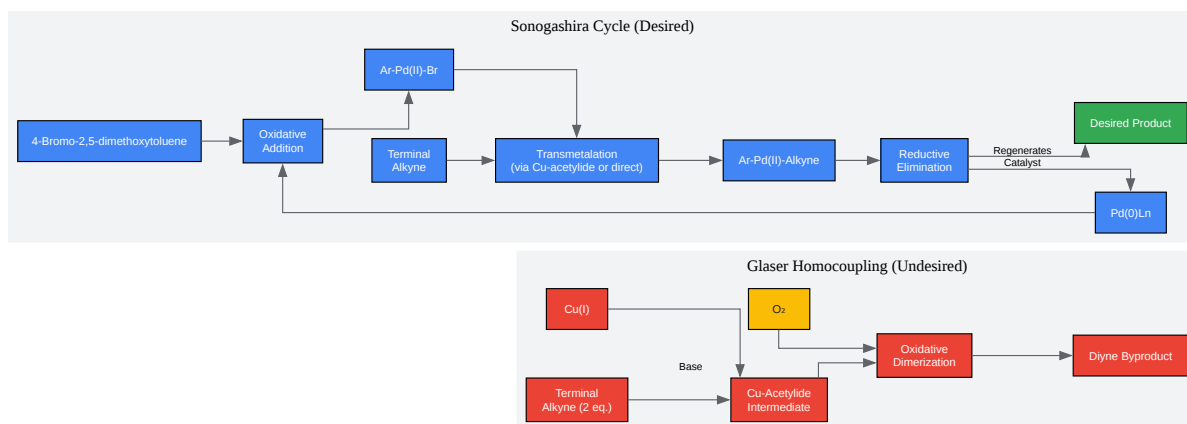 Sonogashira Cycle (Desired)
Ar-Pd(II)-Br
4-Bromo-2,5-dimethoxytoluene
Oxidative
Addition
Terminal
Alkyne
Transmetalation
(via Cu-acetylide or direct)
Ar-Pd(II)-Alkyne
Reductive
Elimination
Regenerates
Catalyst
Desired Product
Pd(0)Ln
Glaser Homocoupling (Undesired)
Cu(I)
O₂
Base
Terminal
Alkyne (2 eq.)
Cu-Acetylide
Intermediate
Oxidative
Dimerization
Diyne Byproduct